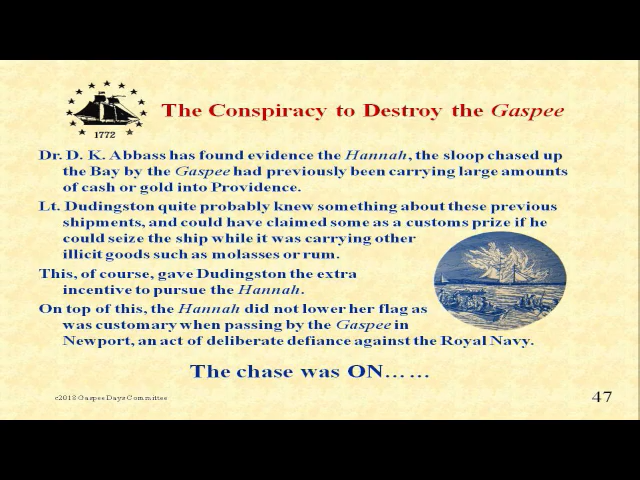 The Conspiracy to Destroy the Gaspee
1772
Dr. D. K. Abbass has found evidence the Hannah, the sloop chased up
the Bay by the Gaspee had previously been carrying large amounts
of cash or gold into Providence.
Lt. Dudingston quite probably knew something about these previous
shipments, and could have claimed some as a customs prize if he
could seize the ship while it was carrying other
illicit goods such as molasses or rum.
This, of course, gave Dudingston the extra
incentive to pursue the Hannah.
On top of this, the Hannah did not lower her flag as
was customary when passing by the Gaspee in
Newport, an act of deliberate defiance against the Royal Navy.
The chase was ON……
c2018 Gaspee Days Committee
47